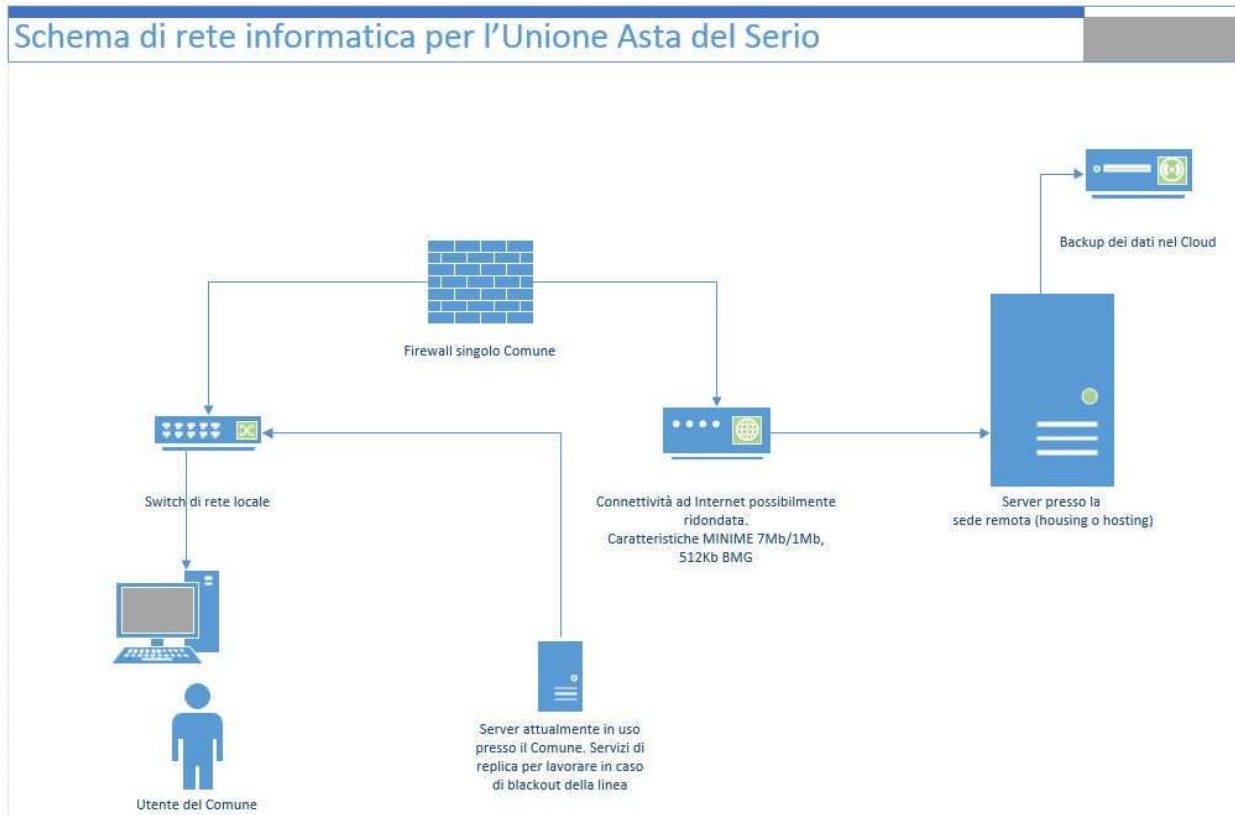 Schema di rete informatica per l'Unione Asta del Serio
Backup dei dati nel Cloud
Firewall singolo Comune
Switch di rete locale
Connettività ad Internet possibilmente
ridondata.
Caratteristiche MINIME 7Mb/1Mb,
512Kb BMG
Server presso la
sede remota (housing o hosting)
Server attualmente in uso
presso il Comune. Servizi di
replica per lavorare in caso
di blackout della linea
Utente del Comune